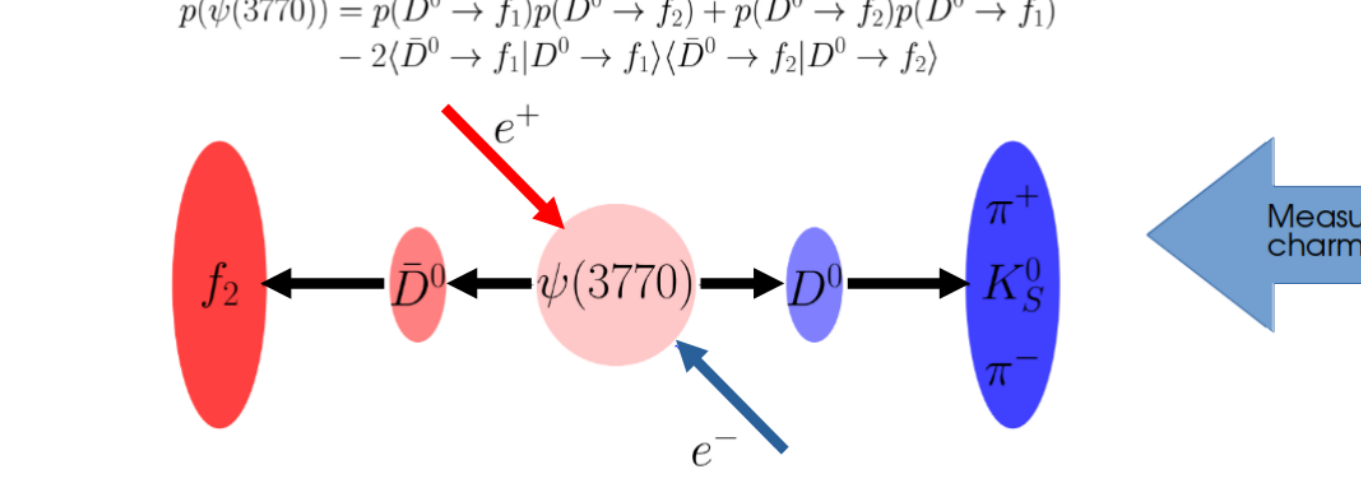 p(ψ(3770)) = p(D⁰ → f₁)p(D̄⁰ → f₂) + p(D⁰ → f₂)p(D̄⁰ → f₁)
− 2⟨D̄⁰ → f₁|D⁰ → f₁⟩⟨D̄⁰ → f₂|D⁰ → f₂⟩
e⁺
π⁺
f₂ D̄⁰ ψ(3770) D⁰ K⁰_S
π⁻
e⁻